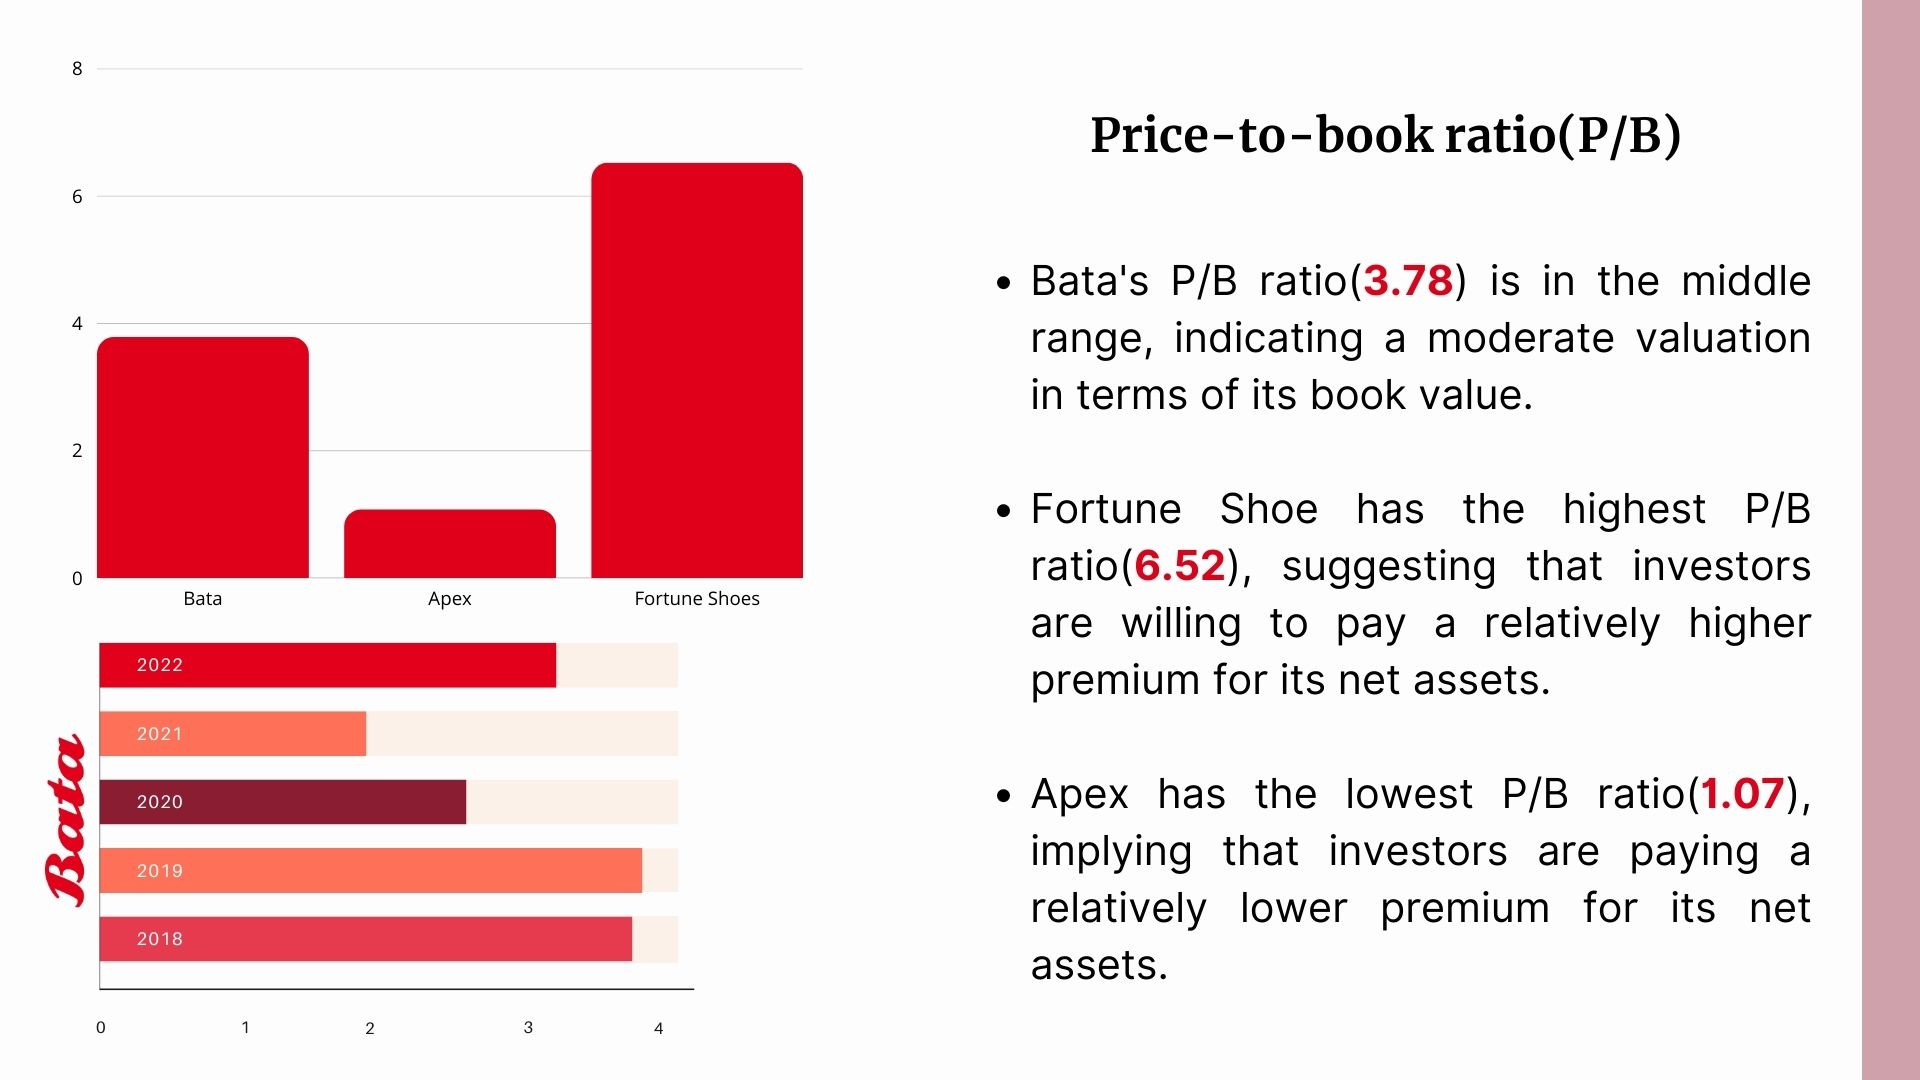 8
6
4
2
0
Bata
Apex
Fortune Shoes
2022
2021
2020
2019
2018
Bata
0
1
2
3
4
Price-to-book ratio(P/B)
• Bata's P/B ratio(3.78) is in the middle
range, indicating a moderate valuation
in terms of its book value.
• Fortune Shoe has the highest P/B
ratio(6.52), suggesting that investors
are willing to pay a relatively higher
premium for its net assets.
• Apex has the lowest P/B ratio(1.07),
implying that investors are paying a
relatively lower premium for its net
assets.